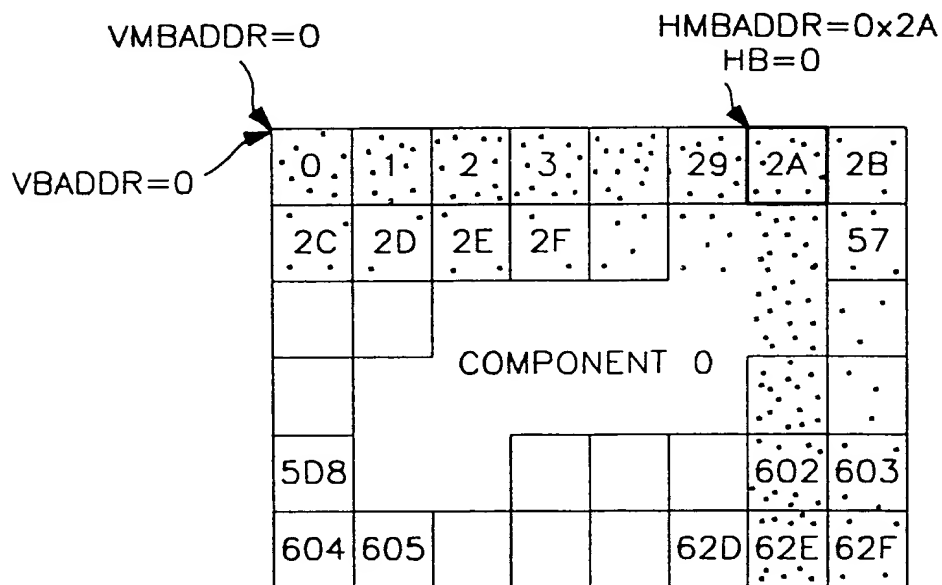 VMBADDR=0
HMBADDR=0x2A
HB=0
VBADDR=0
0 1 2 3 29 2A 2B
2C 2D 2E 2F 57
COMPONENT 0
5D8 602 603
604 605 62D 62E 62F